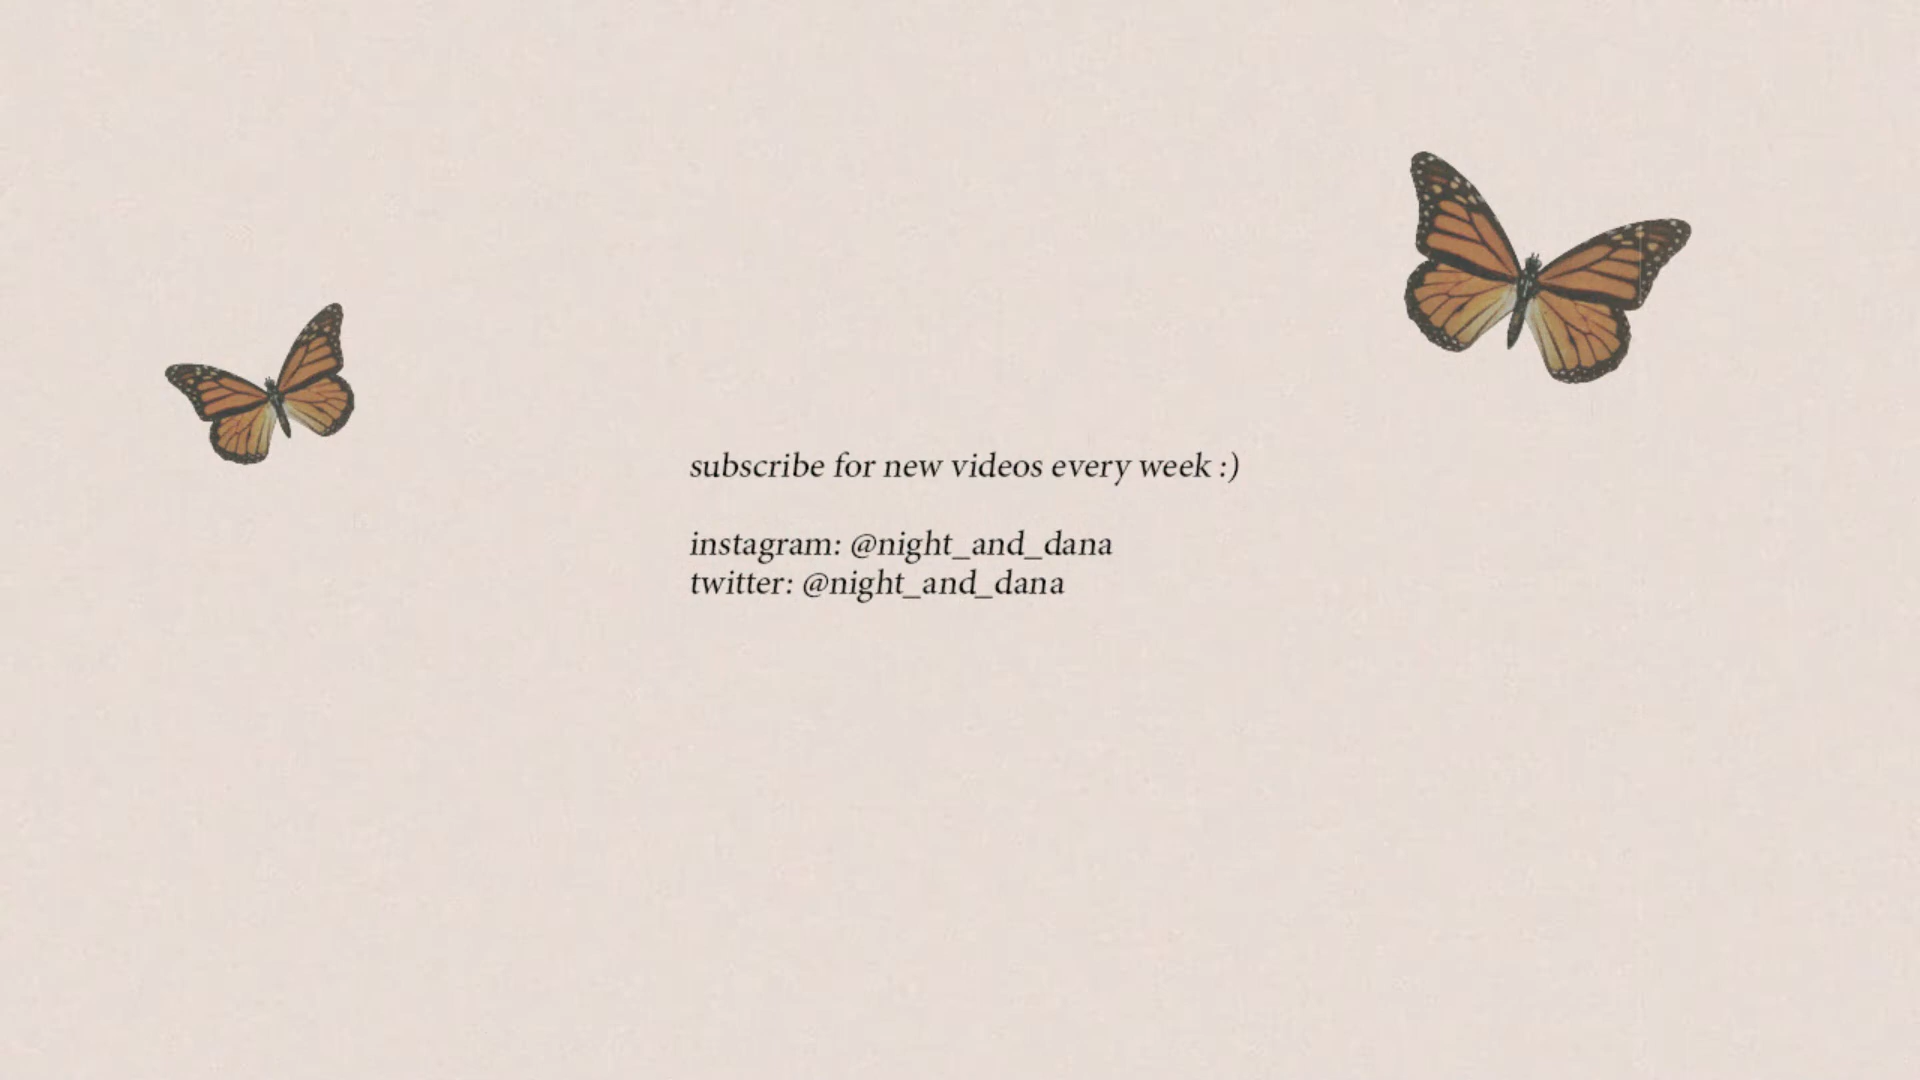 subscribe for new videos every week :)
instagram: @night_and_dana
twitter: @night_and_dana